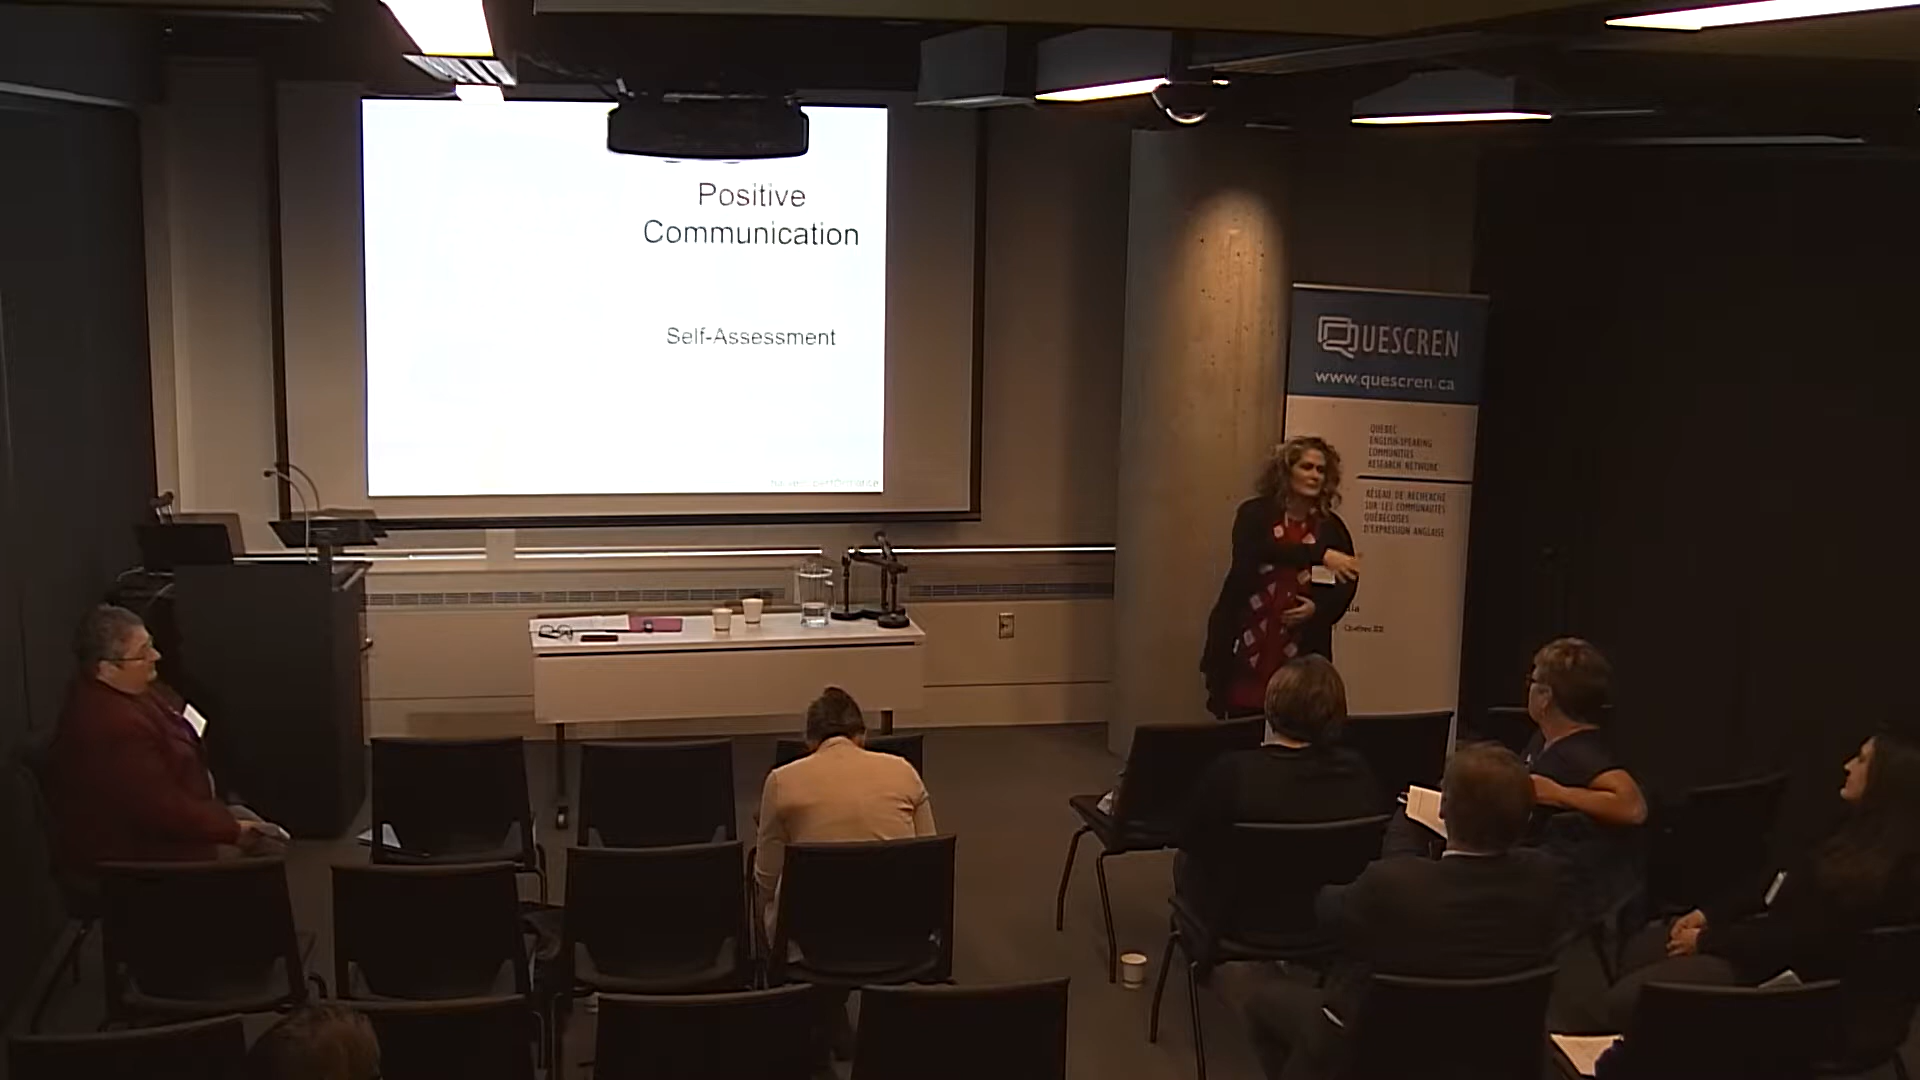 Positive
Communication
Self-Assessment
QUESCREN
www.quescren.ca
QUEBEC
ENGLISH-SPEAKING
COMMUNITIES
RESEARCH NETWORK
RÉSEAU DE RECHERCHE
SUR LES COMMUNAUTÉS
QUÉBÉCOISES
D'EXPRESSION ANGLAISE